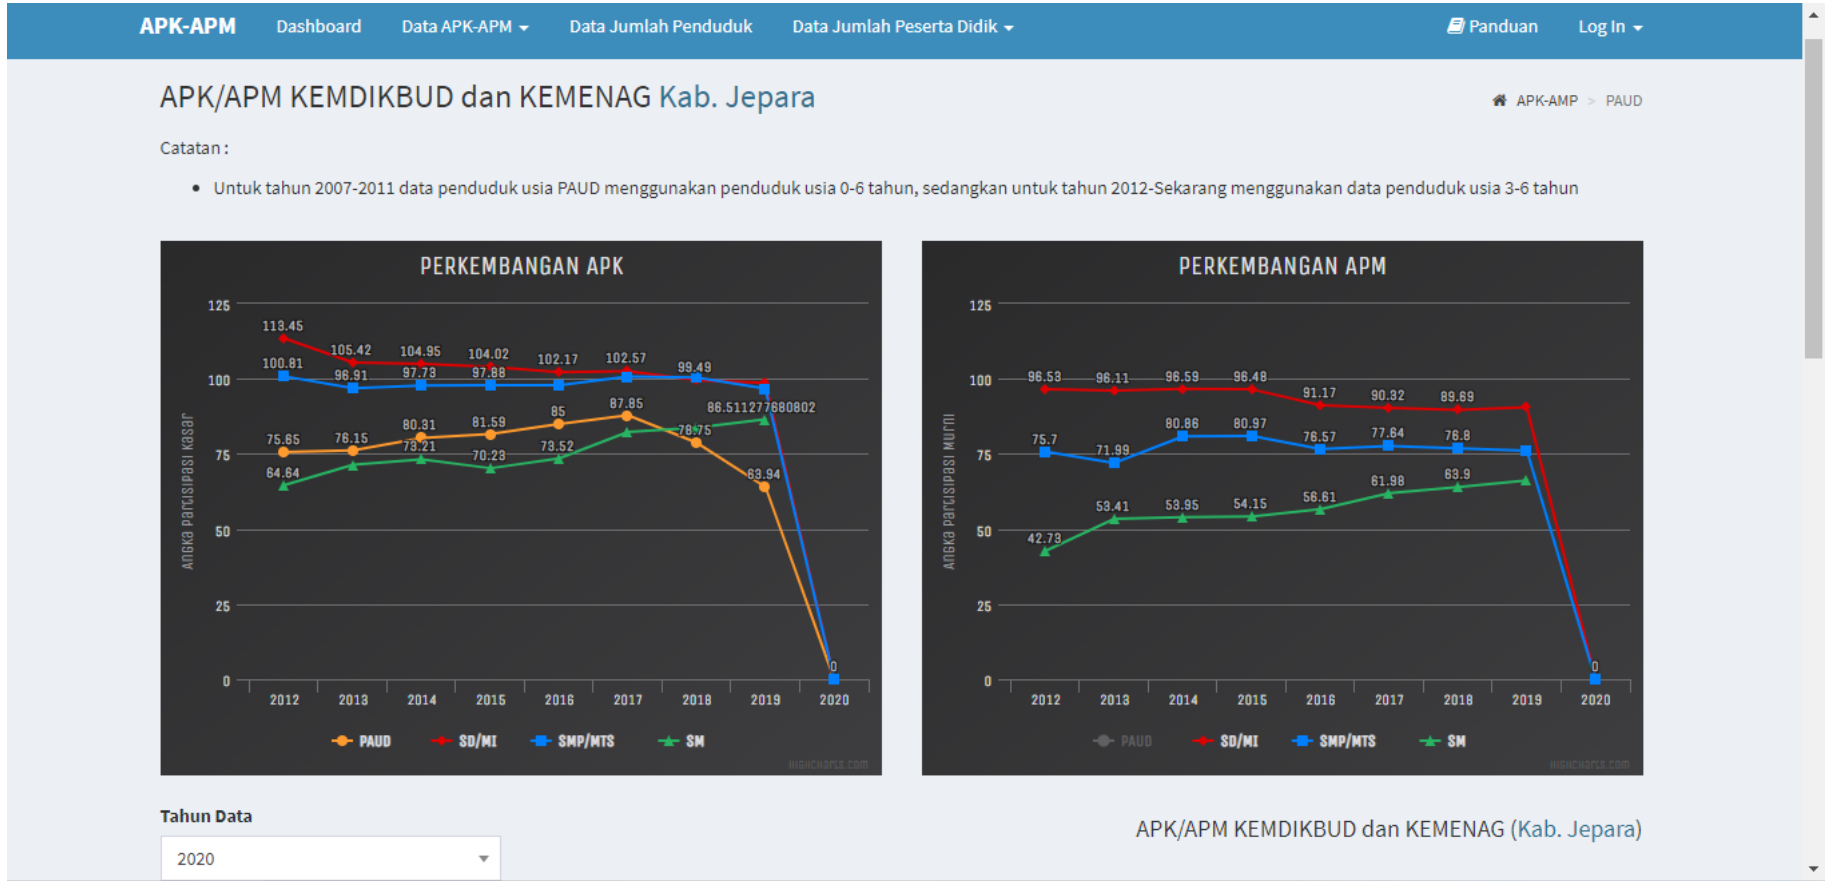 APK-APM Dashboard Data APK-APM Data Jumlah Penduduk Data Jumlah Peserta Didik Panduan Log In
APK/APM KEMDIKBUD dan KEMENAG Kab. Jepara
APK-AMP > PAUD
Catatan :
• Untuk tahun 2007-2011 data penduduk usia PAUD menggunakan penduduk usia 0-6 tahun, sedangkan untuk tahun 2012-Sekarang menggunakan data penduduk usia 3-6 tahun
PERKEMBANGAN APK
Angka Partisipasi Kasar
125
100
75
50
25
0
113.45
105.42 104.95 104.02 102.17 102.57 99.49
100.81 96.91 97.73 97.88
75.65 76.15 80.31 81.59 85 87.85 78.75 63.94
64.64 73.21 70.23 73.52 86.511277680802
0
2012 2013 2014 2015 2016 2017 2018 2019 2020
PAUD SD/MI SMP/MTS SM
Highcharts.com
PERKEMBANGAN APM
Angka Partisipasi Murni
125
100
75
50
25
0
96.53 96.11 96.59 96.48 91.17 90.32 89.69
75.7 71.99 80.86 80.97 76.57 77.64 76.8
42.73 53.41 53.95 54.15 56.61 61.98 63.9
0
2012 2013 2014 2015 2016 2017 2018 2019 2020
PAUD SD/MI SMP/MTS SM
Highcharts.com
Tahun Data
2020
APK/APM KEMDIKBUD dan KEMENAG (Kab. Jepara)